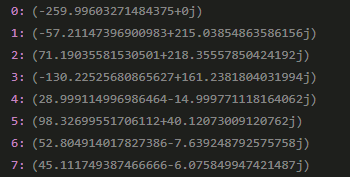 0: (-259.99603271484375+0j)
1: (-57.21147396900983+215.03854863586156j)
2: (71.19035581530501+218.35557850424192j)
3: (-130.22525680865627+161.2381804031994j)
4: (28.999114996986464-14.999771118164062j)
5: (98.32699551706112+40.12073009120762j)
6: (52.804914017827386-7.639248792575758j)
7: (45.111749387466666-6.075849947421487j)